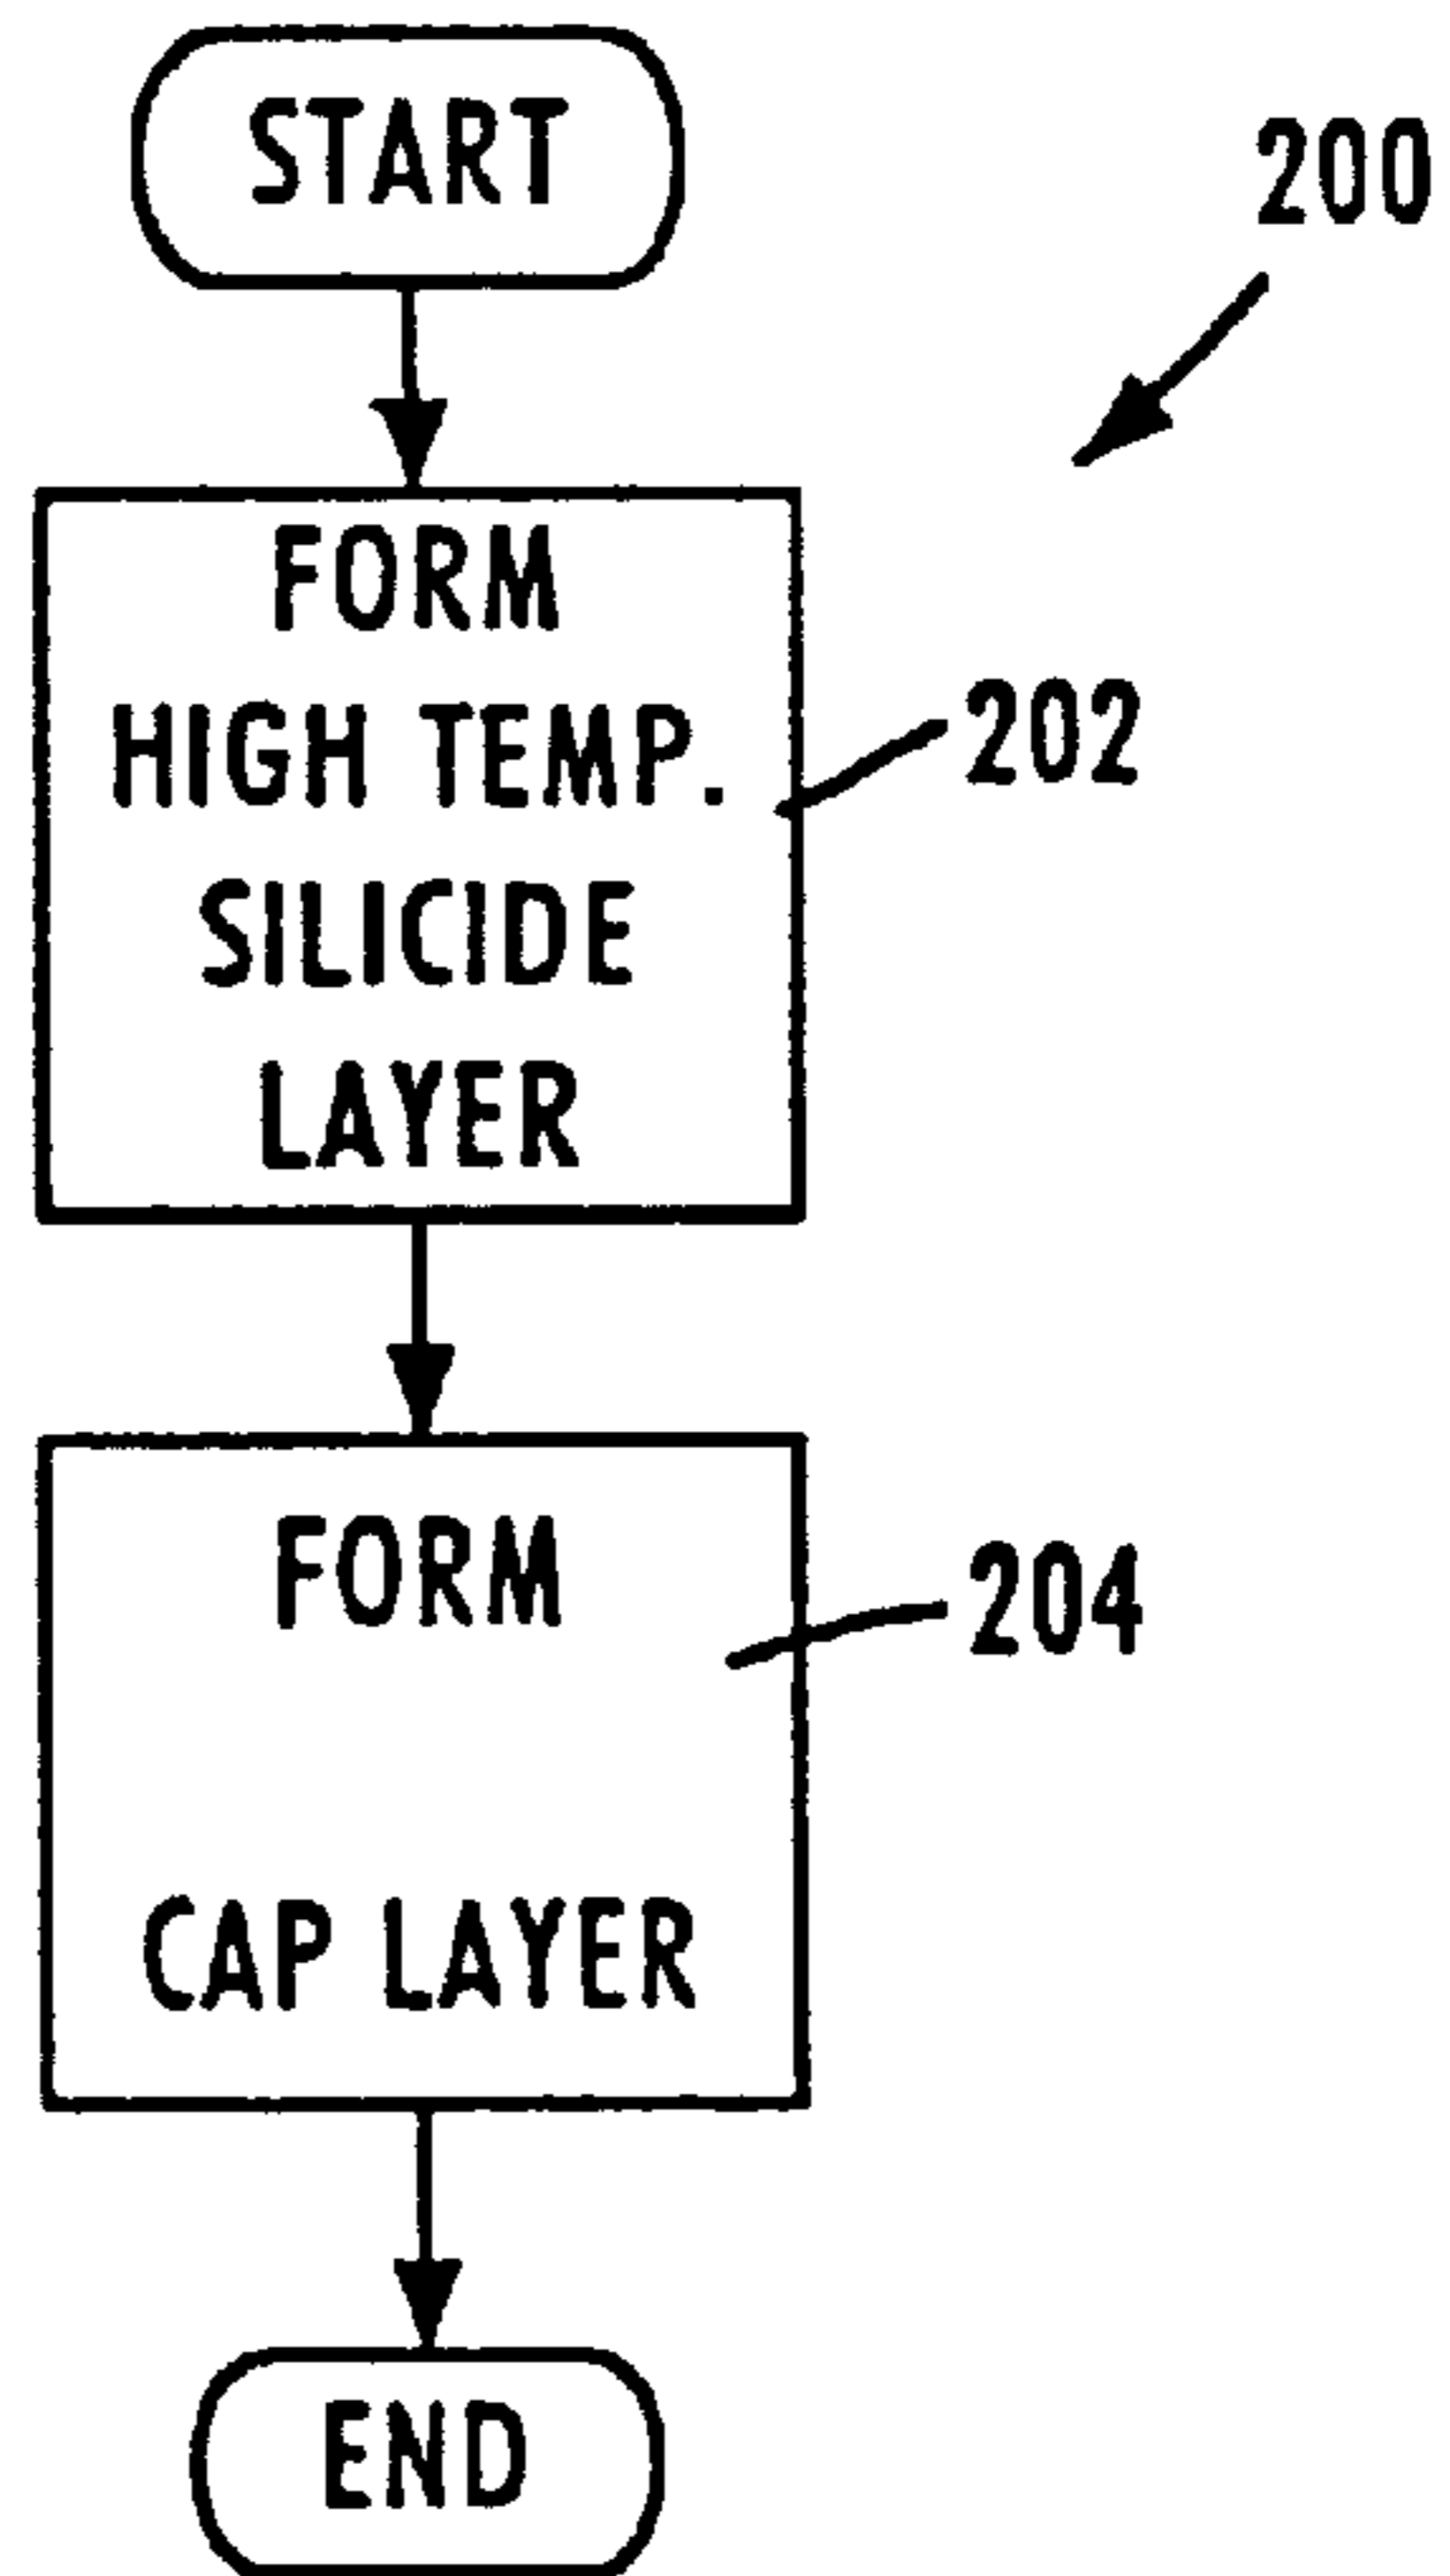 START
200
FORM
HIGH TEMP.
SILICIDE
LAYER
202
FORM
CAP LAYER
204
END